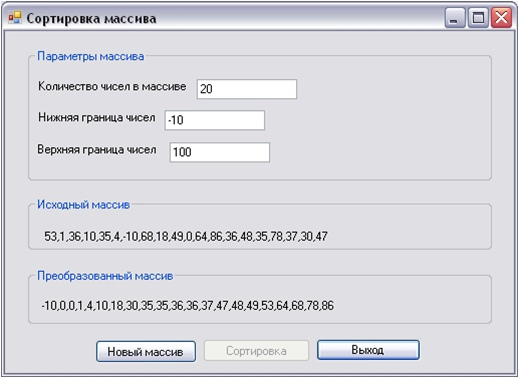 Сортировка массива
Параметры массива
Количество чисел в массиве 20
Нижняя граница чисел -10
Верхняя граница чисел 100
Исходный массив
53,1,36,10,35,4,-10,68,18,49,0,64,86,36,48,35,78,37,30,47
Преобразованный массив
-10,0,0,1,4,10,18,30,35,35,36,36,37,47,48,49,53,64,68,78,86
Новый массив Сортировка Выход